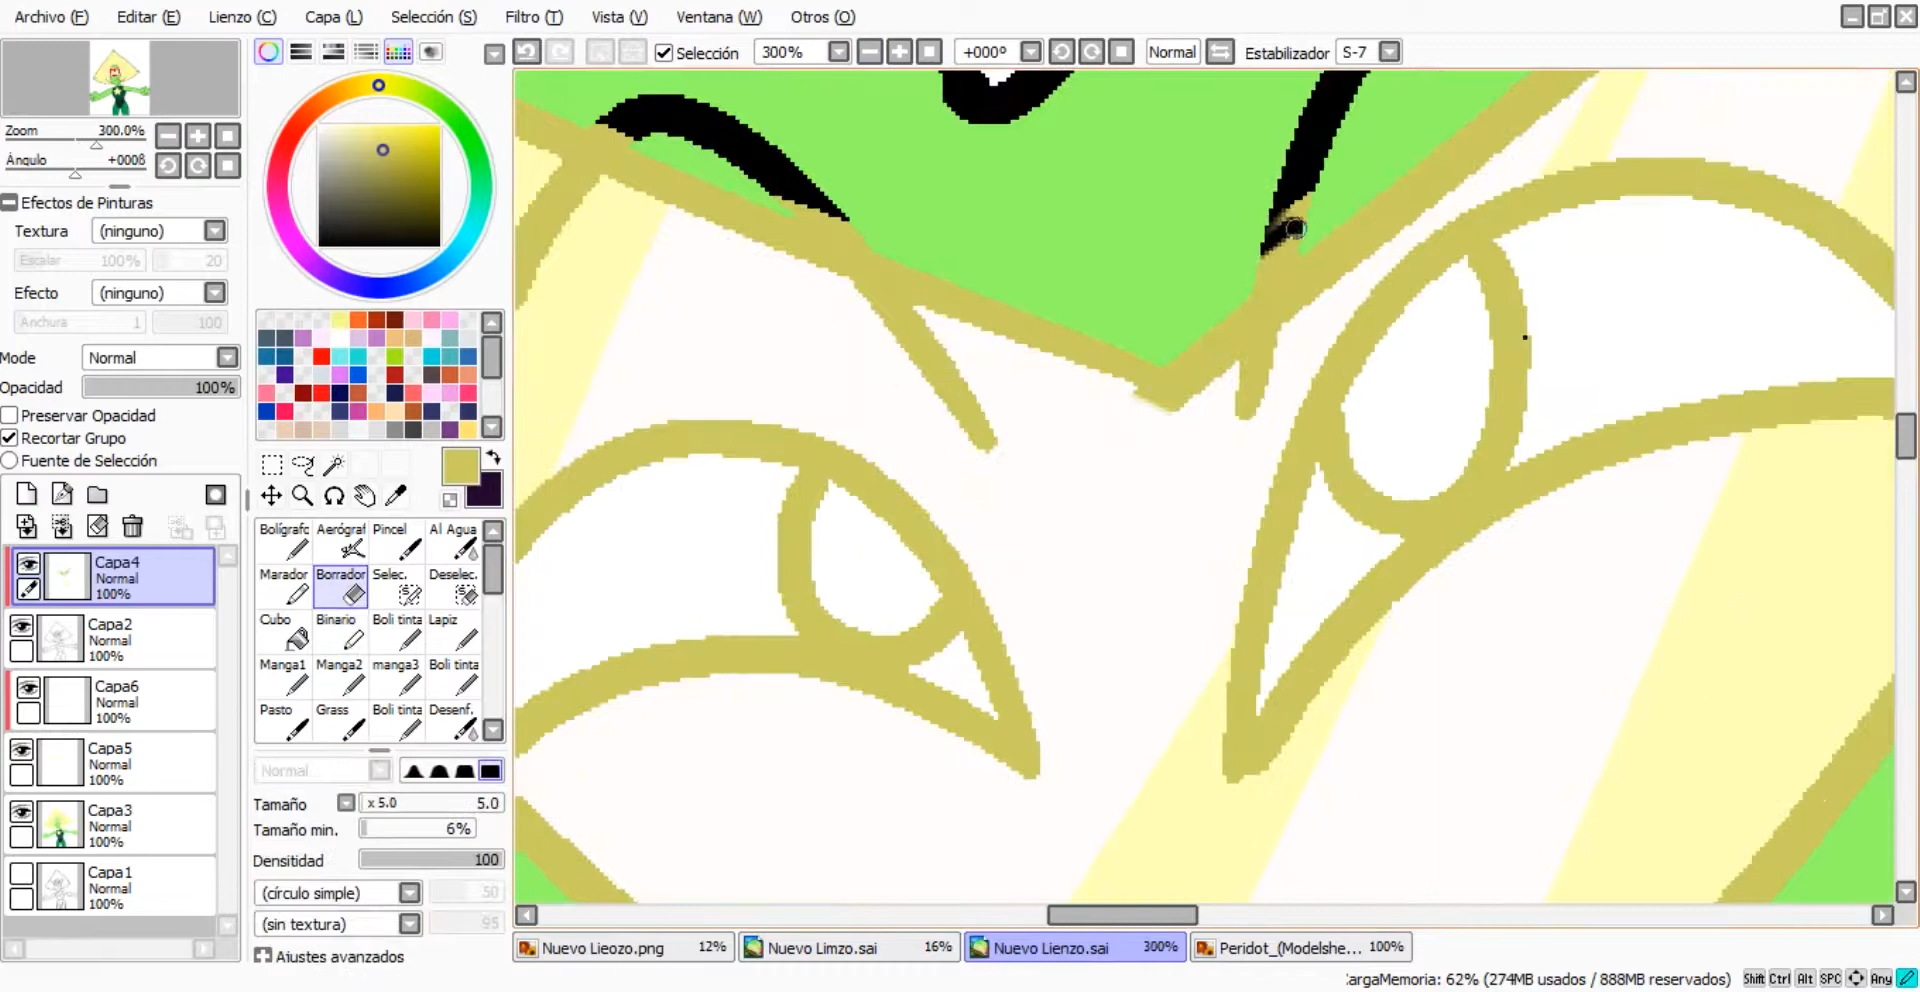 Archivo (F) Editar (E) Lienzo (C) Capa (L) Selección (S) Filtro (T) Vista (V) Ventana (W) Otros (O)
Selección 300% +000º Normal Estabilizador S-7
Zoom 300.0%
Ángulo +000ß
Efectos de Pinturas
Textura (ninguno)
Escalar 100% 20
Efecto (ninguno)
Anchura 1 100
Mode Normal
Opacidad 100%
Preservar Opacidad
Recortar Grupo
Fuente de Selección
Capa4
Normal
100%
Capa2
Normal
100%
Capa6
Normal
100%
Capa5
Normal
100%
Capa3
Normal
100%
Capa1
Normal
100%
Bolígrafo Aerógraf Pincel Al Agua
Marador Borrador Selec. Deselec.
Cubo Binario Boli tinta Lapiz
Manga1 Manga2 manga3 Boli tinta
Pasto Grass Boli tinta Desenf.
Normal
Tamaño x 5.0 5.0
Tamaño min. 6%
Densitidad 100
(círculo simple) 50
(sin textura) 95
Ajustes avanzados
Nuevo Lieozo.png 12% Nuevo Limzo.sai 16% Nuevo Lienzo.sai 300% Peridot_(Modelshe... 100%
argaMemoria: 62% (274MB usados / 888MB reservados) Shift Ctrl Alt SPC Any